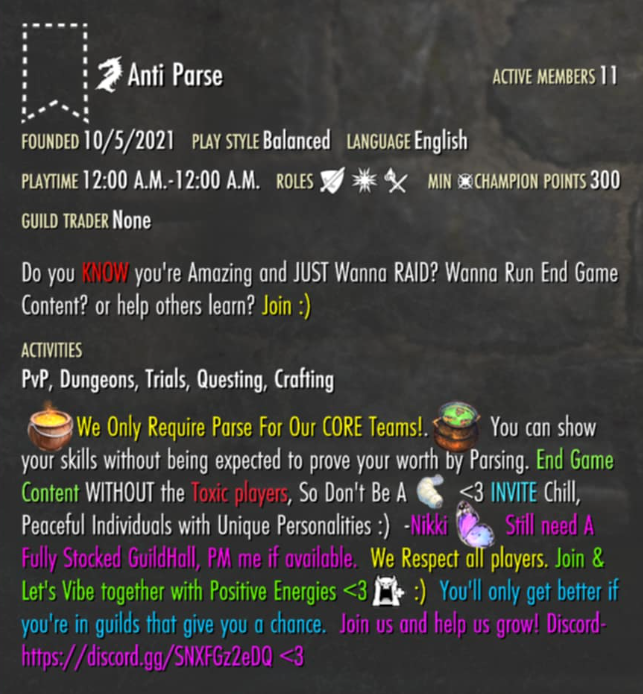 Anti Parse
ACTIVE MEMBERS 11
FOUNDED 10/5/2021 PLAY STYLE Balanced LANGUAGE English
PLAYTIME 12:00 A.M.-12:00 A.M. ROLES MIN CHAMPION POINTS 300
GUILD TRADER None
Do you KNOW you're Amazing and JUST Wanna RAID? Wanna Run End Game
Content? or help others learn? Join :)
ACTIVITIES
PvP, Dungeons, Trials, Questing, Crafting
We Only Require Parse For Our CORE Teams!. You can show
your skills without being expected to prove your worth by Parsing. End Game
Content WITHOUT the Toxic players, So Don't Be A <3 INVITE Chill,
Peaceful Individuals with Unique Personalities :) -Nikki Still need A
Fully Stocked GuildHall, PM me if available. We Respect all players. Join &
Let's Vibe together with Positive Energies <3 :) You'll only get better if
you're in guilds that give you a chance. Join us and help us grow! Discord-
https://discord.gg/SNXFGz2eDQ <3